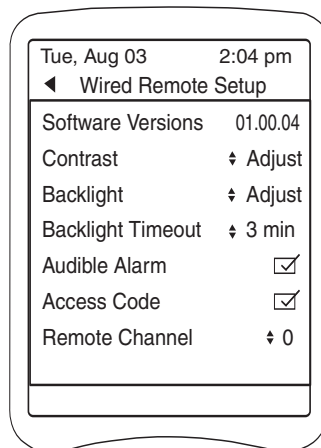 Tue, Aug 03 2:04 pm
Wired Remote Setup
Software Versions 01.00.04
Contrast Adjust
Backlight Adjust
Backlight Timeout 3 min
Audible Alarm
Access Code
Remote Channel 0